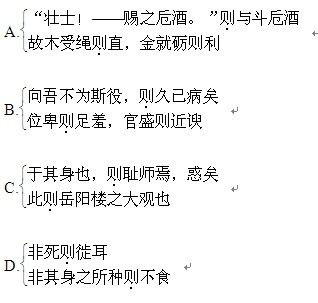 A. “壮士！——赐之卮酒。”则与斗卮酒
故木受绳则直，金就砺则利
B. 向吾不为斯役，则久已病矣
位卑则足羞，官盛则近谀
C. 于其身也，则耻师焉，惑矣
此则岳阳楼之大观也
D. 非死则徙耳
非其身之所种则不食